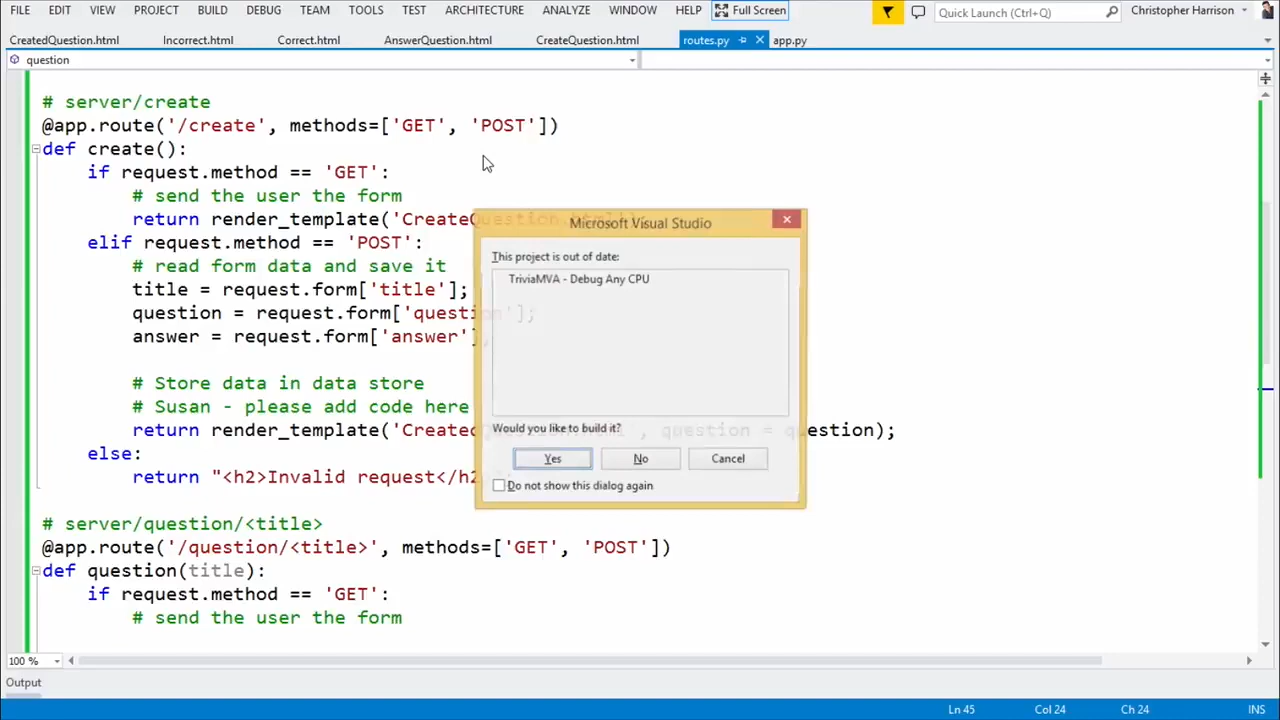 FILE EDIT VIEW PROJECT BUILD DEBUG TEAM TOOLS TEST ARCHITECTURE ANALYZE WINDOW HELP Full Screen Quick Launch (Ctrl+Q) Christopher Harrison
CreatedQuestion.html Incorrect.html Correct.html AnswerQuestion.html CreateQuestion.html routes.py app.py
question
# server/create
@app.route('/create', methods=['GET', 'POST'])
def create():
if request.method == 'GET':
# send the user the form
return render_template('CreateQuestion.html');
elif request.method == 'POST':
# read form data and save it
title = request.form['title'];
question = request.form['question'];
answer = request.form['answer'];
# Store data in data store
# Susan - please add code here
return render_template('CreatedQuestion.html', question = question);
else:
return "<h2>Invalid request</h2>";
# server/question/<title>
@app.route('/question/<title>', methods=['GET', 'POST'])
def question(title):
if request.method == 'GET':
# send the user the form
Microsoft Visual Studio
This project is out of date:
TriviaMVA - Debug Any CPU
Would you like to build it?
Yes No Cancel
Do not show this dialog again
100 %
Output
Ln 45 Col 24 Ch 24 INS